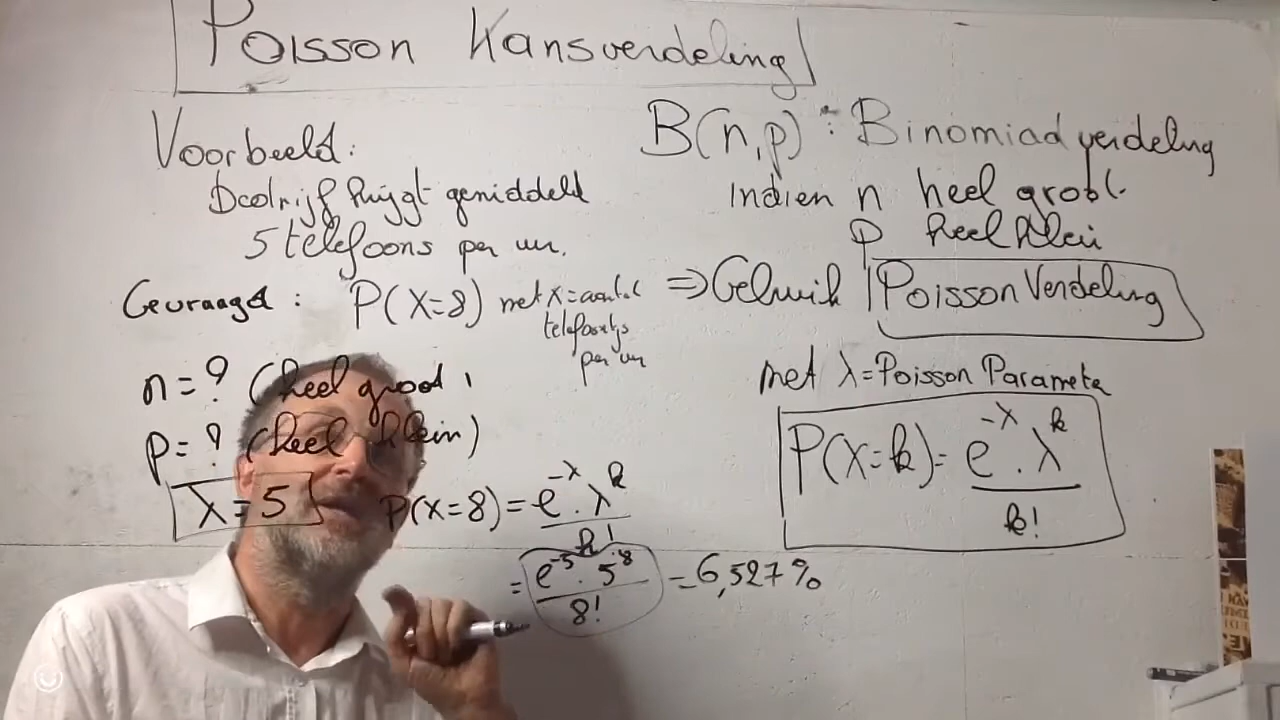 Poisson Kansverdeling
Voorbeeld:
Bedrijf krijgt gemiddeld
5 telefoons per uur.
Gevraagd: P(X=8) met x=aantal
telefoontjs
per uur
n=? (heel groot)
p=? (heel klein)
λ=5
P(X=8) = e^-λ . λ^k / k!
= e^-5 . 5^8 / 8! = 6,527%
B(n,p): Binomiaal verdeling
Indien n heel groot.
p heel klein
⇒ Gebruik Poisson Verdeling
met λ=Poisson Parameter
P(X=k) = e^-λ . λ^k / k!